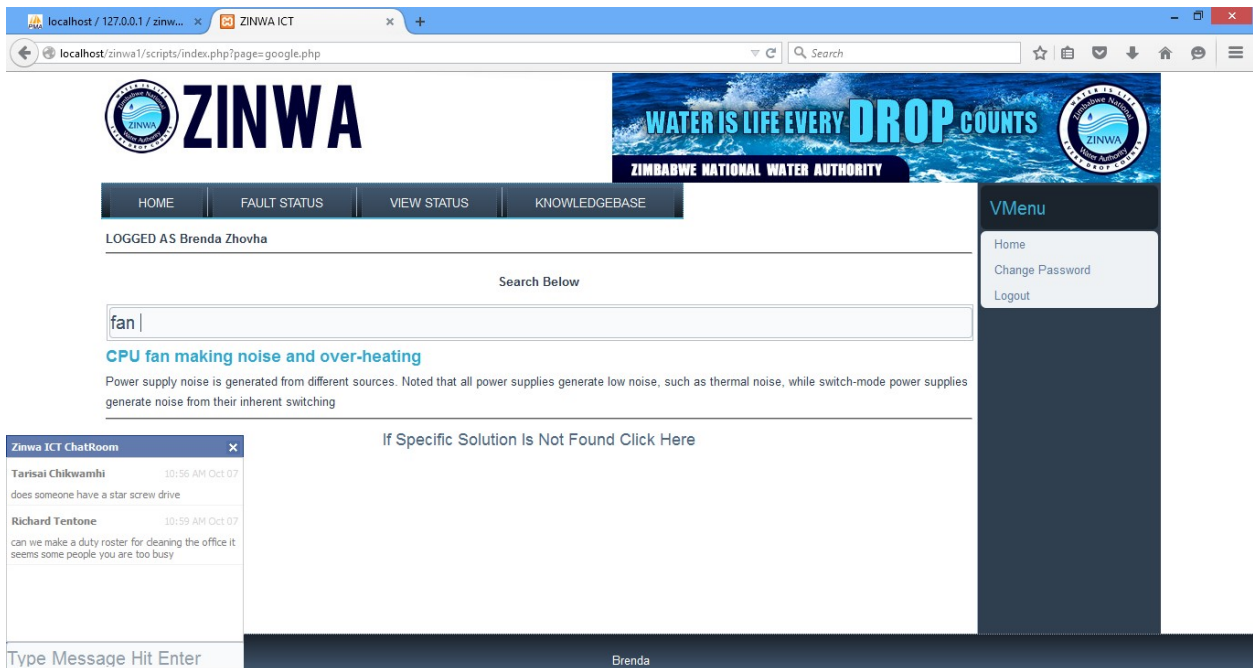 localhost / 127.0.0.1 / zinw...
ZINWA ICT
localhost/zinwa1/scripts/index.php?page=google.php
Search
ZINWA
ZINWA
WATER IS LIFE EVERY DROP COUNTS
ZIMBABWE NATIONAL WATER AUTHORITY
ZINWA
HOME
FAULT STATUS
VIEW STATUS
KNOWLEDGEBASE
VMenu
Home
Change Password
Logout
LOGGED AS Brenda Zhovha
Search Below
fan
CPU fan making noise and over-heating
Power supply noise is generated from different sources. Noted that all power supplies generate low noise, such as thermal noise, while switch-mode power supplies
generate noise from their inherent switching
If Specific Solution Is Not Found Click Here
Zinwa ICT ChatRoom
Tarisai Chikwamhi 10:56 AM Oct 07
does someone have a star screw drive
Richard Tentone 10:59 AM Oct 07
can we make a duty roster for cleaning the office it
seems some people you are too busy
Type Message Hit Enter
Brenda